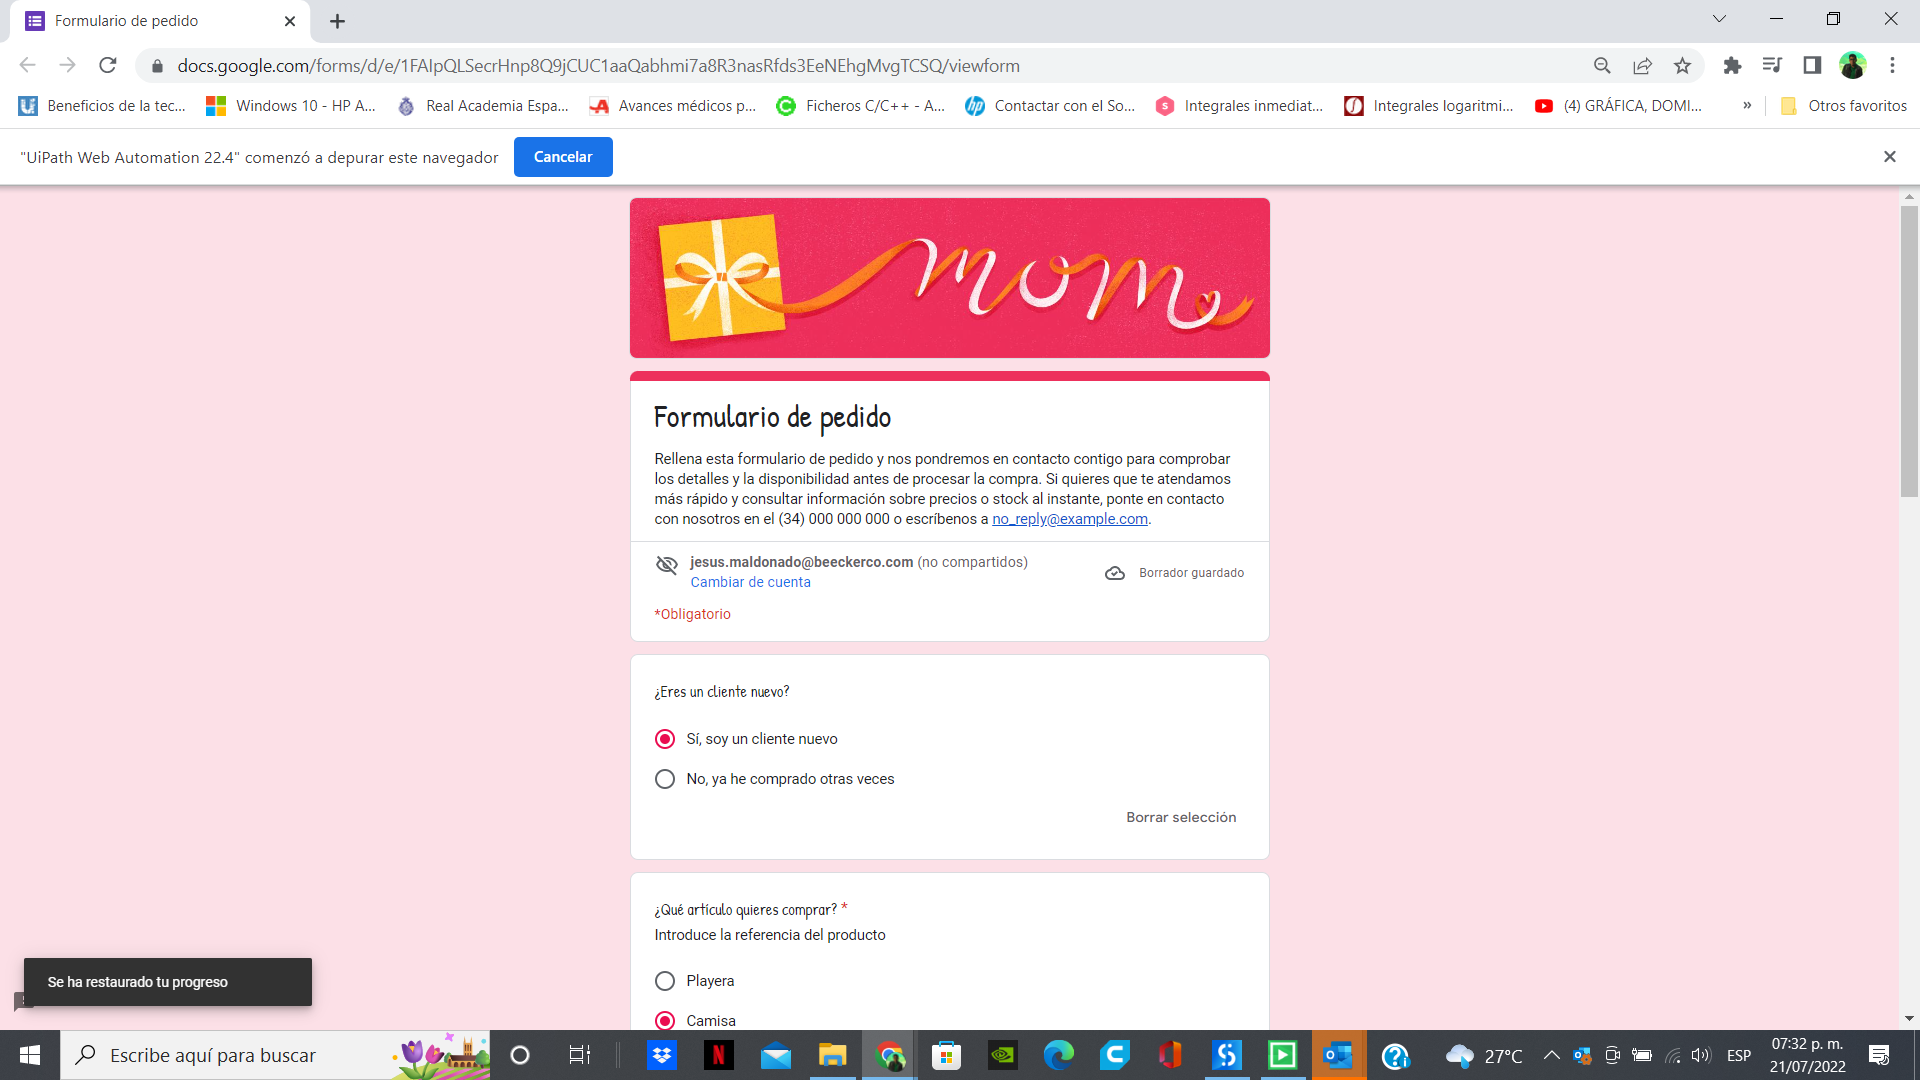 Formulario de pedido
docs.google.com/forms/d/e/1FAIpQLSecrHnp8Q9jCUC1aaQabhmi7a8R3nasRfds3EeNEhgMvgTCSQ/viewform
Beneficios de la tec...
Windows 10 - HP A...
Real Academia Espa...
Avances médicos p...
Ficheros C/C++ - A...
Contactar con el So...
Integrales inmediat...
Integrales logaritmi...
(4) GRÁFICA, DOMI...
»
Otros favoritos
"UiPath Web Automation 22.4" comenzó a depurar este navegador
Cancelar
mom
Formulario de pedido
Rellena esta formulario de pedido y nos pondremos en contacto contigo para comprobar
los detalles y la disponibilidad antes de procesar la compra. Si quieres que te atendamos
más rápido y consultar información sobre precios o stock al instante, ponte en contacto
con nosotros en el (34) 000 000 000 o escríbenos a no_reply@example.com.
jesus.maldonado@beeckerco.com (no compartidos)
Cambiar de cuenta
Borrador guardado
*Obligatorio
¿Eres un cliente nuevo?
Sí, soy un cliente nuevo
No, ya he comprado otras veces
Borrar selección
¿Qué artículo quieres comprar? *
Introduce la referencia del producto
Playera
Camisa
Se ha restaurado tu progreso
Escribe aquí para buscar
27°C
ESP
07:32 p. m.
21/07/2022